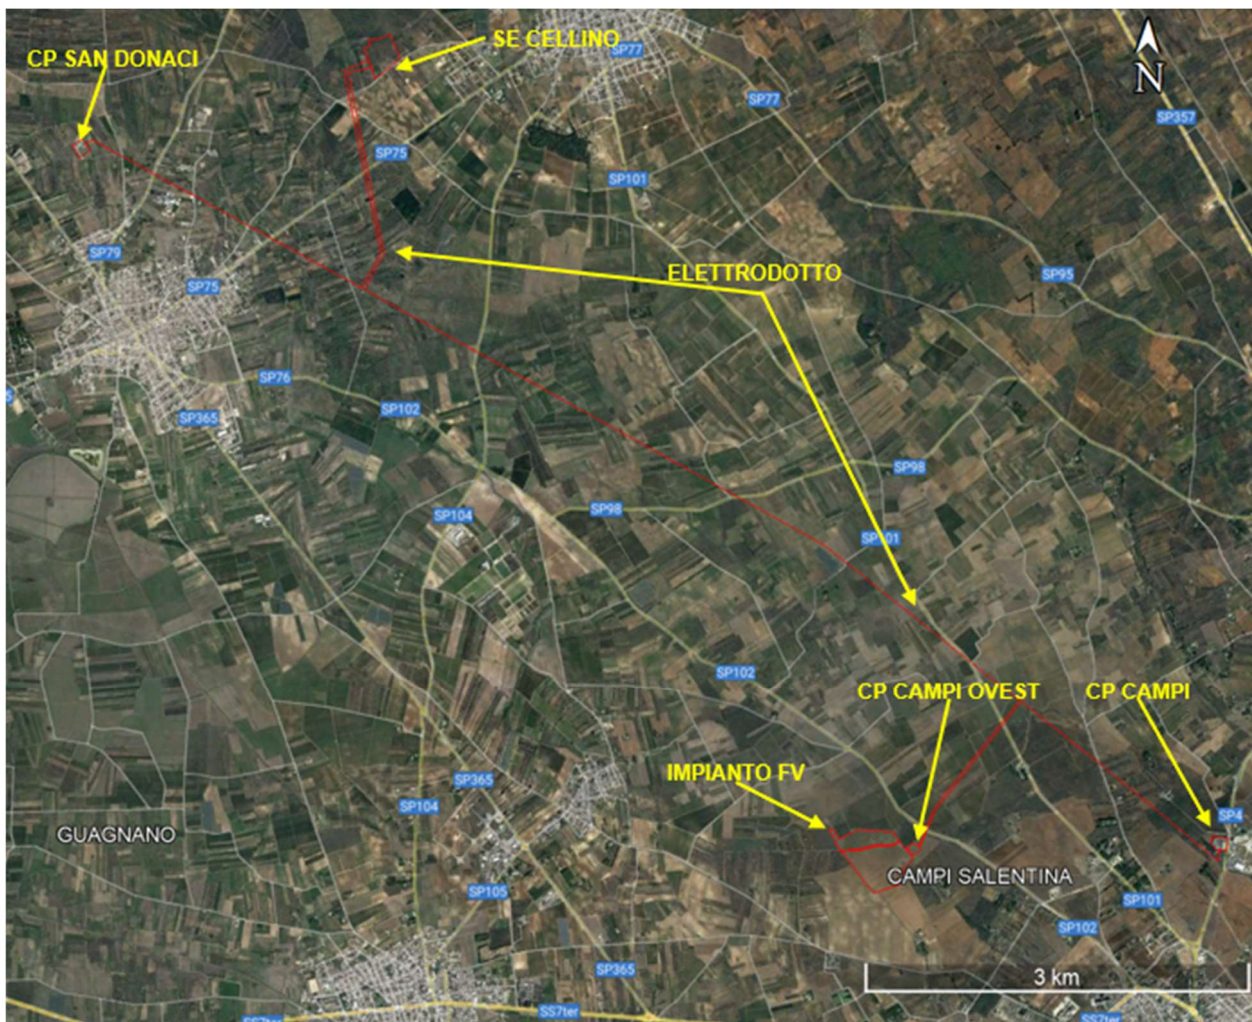 SE CELLINO
SP77
CP SAN DONACI
N
SP77
SP357
SP75
SP101
SP79
ELETTRODOTTO
SP95
SP75
SP76
SP102
SP365
SP98
SP98
SP104
SP102
CP CAMPI OVEST
CP CAMPI
IMPIANTO FV
SP365
SP104
SP4
GUAGNANO
CAMPI SALENTINA
SP105
SP101
SP102
SP365
3 km
SS7ter